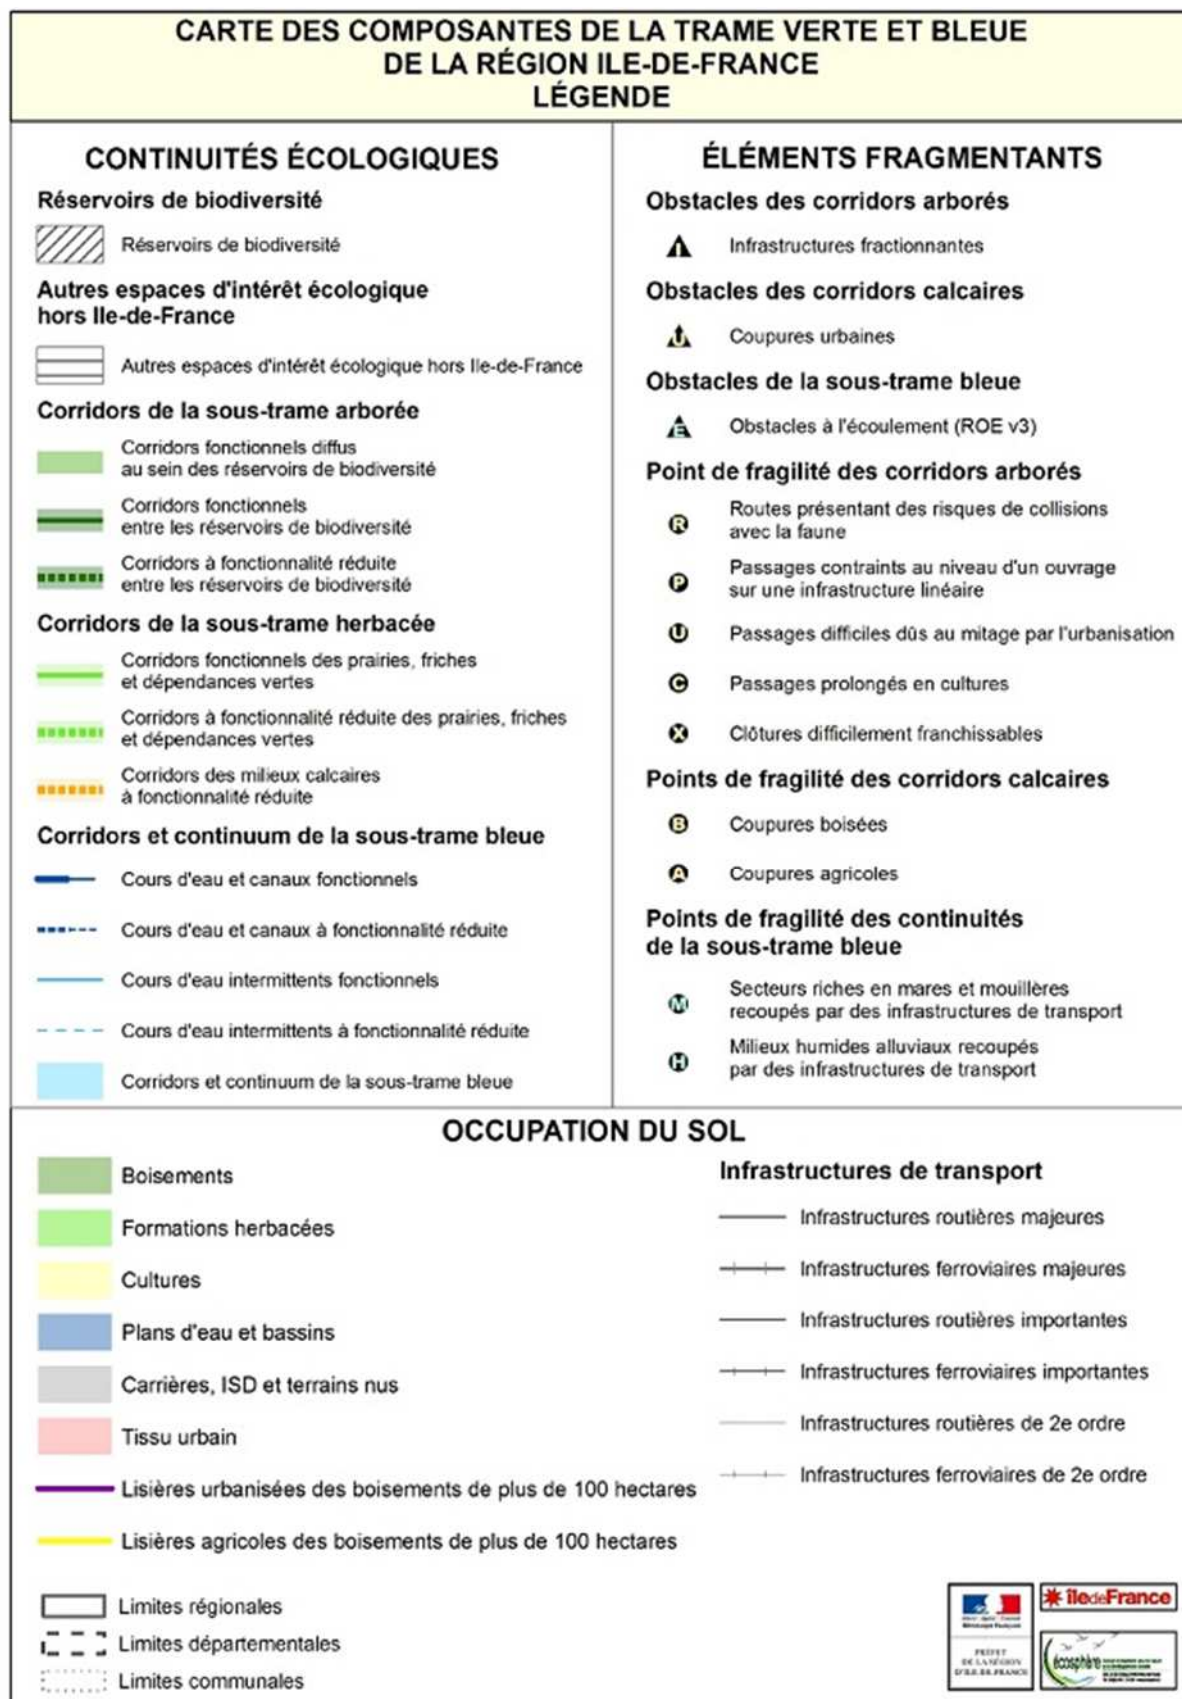 CARTE DES COMPOSANTES DE LA TRAME VERTE ET BLEUE
DE LA RÉGION ILE-DE-FRANCE
LÉGENDE
CONTINUITÉS ÉCOLOGIQUES
Réservoirs de biodiversité
Réservoirs de biodiversité
Autres espaces d'intérêt écologique
hors Ile-de-France
Autres espaces d'intérêt écologique hors Ile-de-France
Corridors de la sous-trame arborée
Corridors fonctionnels diffus
au sein des réservoirs de biodiversité
Corridors fonctionnels
entre les réservoirs de biodiversité
Corridors à fonctionnalité réduite
entre les réservoirs de biodiversité
Corridors de la sous-trame herbacée
Corridors fonctionnels des prairies, friches
et dépendances vertes
Corridors à fonctionnalité réduite des prairies, friches
et dépendances vertes
Corridors des milieux calcaires
à fonctionnalité réduite
Corridors et continuum de la sous-trame bleue
Cours d'eau et canaux fonctionnels
Cours d'eau et canaux à fonctionnalité réduite
Cours d'eau intermittents fonctionnels
Cours d'eau intermittents à fonctionnalité réduite
Corridors et continuum de la sous-trame bleue
ÉLÉMENTS FRAGMENTANTS
Obstacles des corridors arborés
I Infrastructures fractionnantes
Obstacles des corridors calcaires
U Coupures urbaines
Obstacles de la sous-trame bleue
E Obstacles à l'écoulement (ROE v3)
Point de fragilité des corridors arborés
R Routes présentant des risques de collisions
avec la faune
P Passages contraints au niveau d'un ouvrage
sur une infrastructure linéaire
U Passages difficiles dûs au mitage par l'urbanisation
C Passages prolongés en cultures
X Clôtures difficilement franchissables
Points de fragilité des corridors calcaires
B Coupures boisées
A Coupures agricoles
Points de fragilité des continuités
de la sous-trame bleue
M Secteurs riches en mares et mouillères
recoupés par des infrastructures de transport
H Milieux humides alluviaux recoupés
par des infrastructures de transport
OCCUPATION DU SOL
Boisements
Formations herbacées
Cultures
Plans d'eau et bassins
Carrières, ISD et terrains nus
Tissu urbain
Lisières urbanisées des boisements de plus de 100 hectares
Lisières agricoles des boisements de plus de 100 hectares
Limites régionales
Limites départementales
Limites communales
Infrastructures de transport
Infrastructures routières majeures
Infrastructures ferroviaires majeures
Infrastructures routières importantes
Infrastructures ferroviaires importantes
Infrastructures routières de 2e ordre
Infrastructures ferroviaires de 2e ordre
PRÉFET
DE LA RÉGION
D'ILE-DE-FRANCE
îledeFrance
écosphère